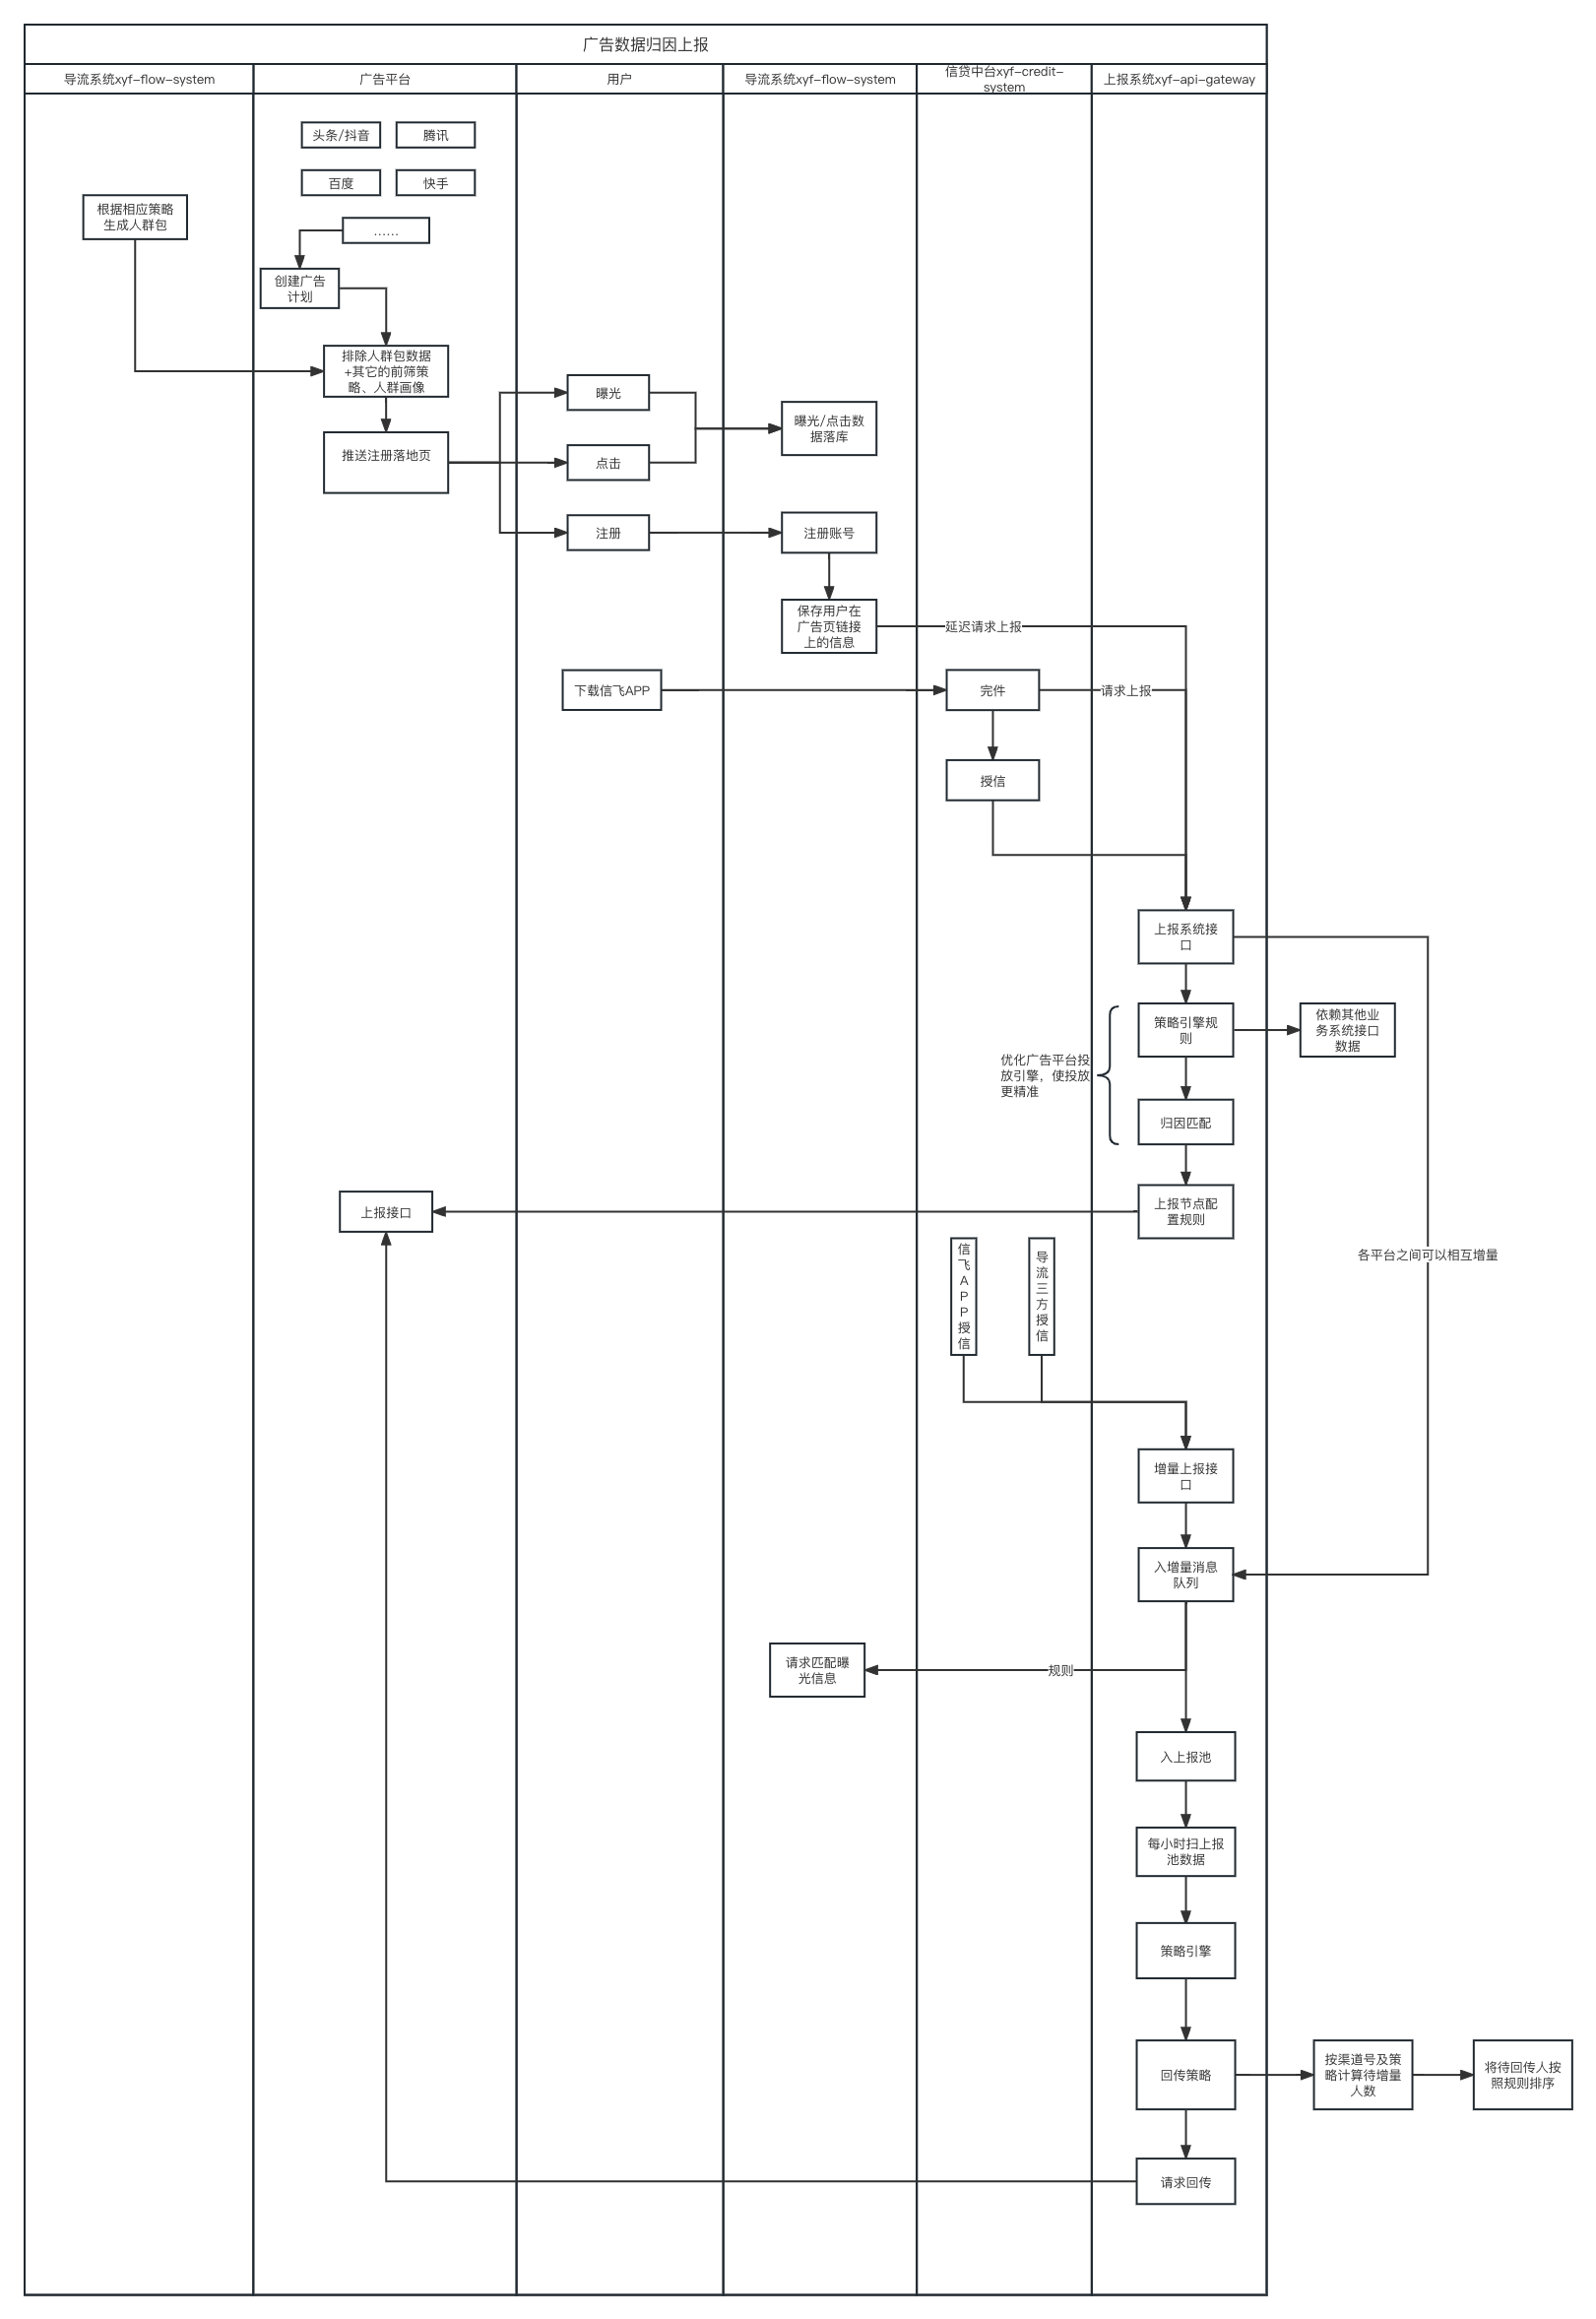 广告数据归因上报
导流系统xyf-flow-system
广告平台
用户
导流系统xyf-flow-system
信贷中台xyf-credit-
system
上报系统xyf-api-gateway
头条/抖音
腾讯
百度
快手
根据相应策略
生成人群包
……
创建广告
计划
排除人群包数据
+其它的前筛策
略、人群画像
推送注册落地页
曝光
点击
注册
曝光/点击数
据落库
注册账号
保存用户在
广告页链接
上的信息
延迟请求上报
下载信飞APP
完件
请求上报
授信
上报系统接
口
策略引擎规
则
依赖其他业
务系统接口
数据
优化广告平台投
放引擎，使投放
更精准
归因匹配
上报节点配
置规则
上报接口
各平台之间可以相互增量
信
飞
A
P
P
授
信
导
流
三
方
授
信
增量上报接
口
入增量消息
队列
请求匹配曝
光信息
规则
入上报池
每小时扫上报
池数据
策略引擎
回传策略
按渠道号及策
略计算待增量
人数
将待回传人按
照规则排序
请求回传